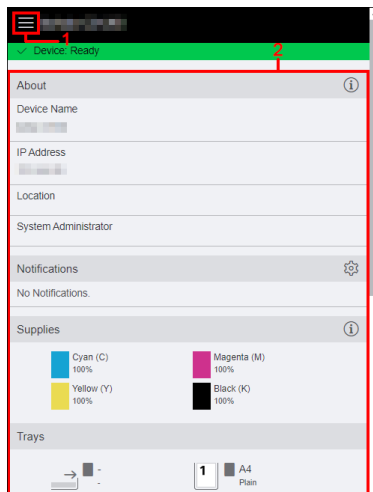 1
Device: Ready
2
About
Device Name
IP Address
Location
System Administrator
Notifications
No Notifications.
Supplies
Cyan (C)
100%
Magenta (M)
100%
Yellow (Y)
100%
Black (K)
100%
Trays
-
-
1
A4
Plain